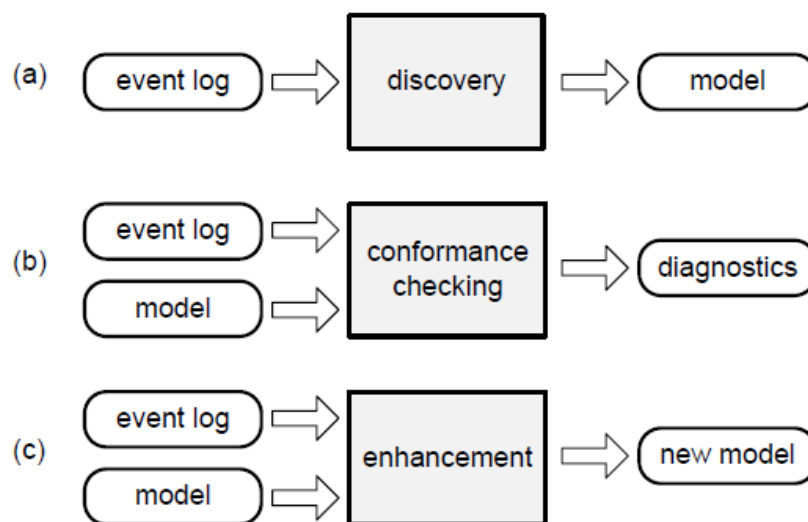 (a)
event log
discovery
model
(b)
event log
model
conformance
checking
diagnostics
(c)
event log
model
enhancement
new model